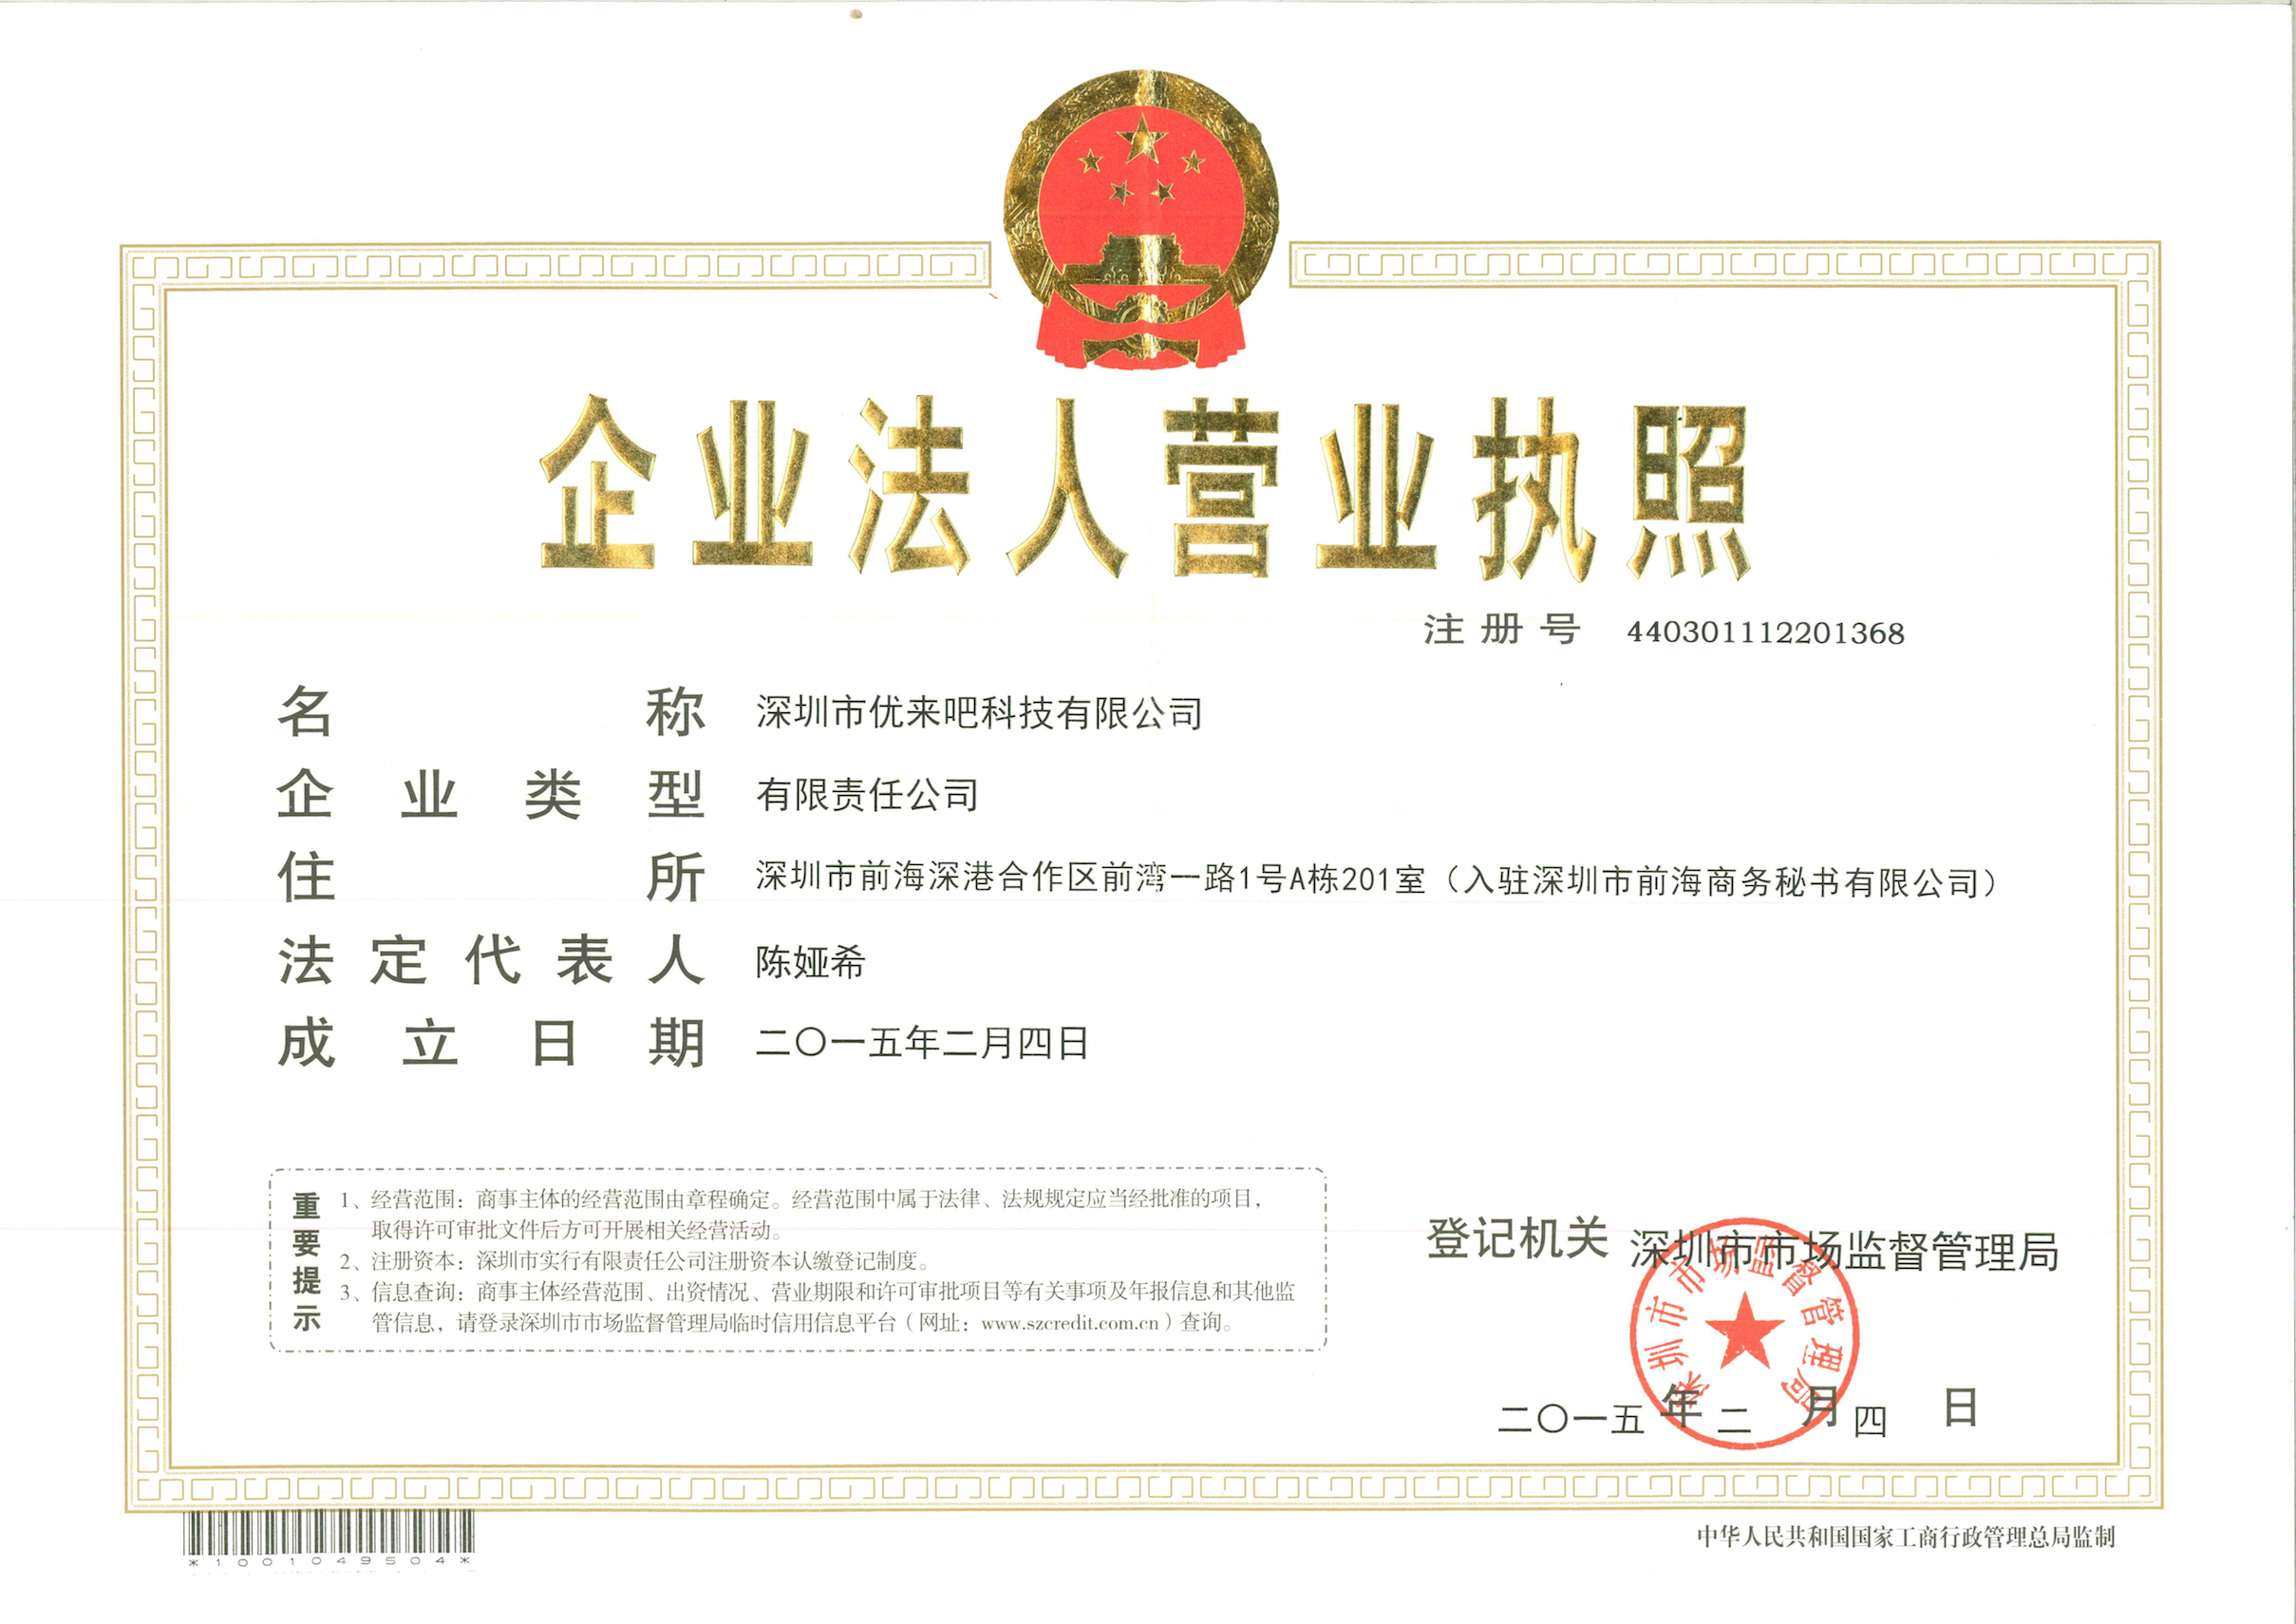 企业法人营业执照
注册号 440301112201368
名称 深圳市优来吧科技有限公司
企业类型 有限责任公司
住所 深圳市前海深港合作区前湾一路1号A栋201室（入驻深圳市前海商务秘书有限公司）
法定代表人 陈娅希
成立日期 二〇一五年二月四日
重要提示
1、经营范围：商事主体的经营范围由章程确定。经营范围中属于法律、法规规定应当经批准的项目，
取得许可审批文件后方可开展相关经营活动。
2、注册资本：深圳市实行有限责任公司注册资本认缴登记制度。
3、信息查询：商事主体经营范围、出资情况、营业期限和许可审批项目等有关事项及年报信息和其他监
管信息，请登录深圳市市场监督管理局临时信用信息平台（网址：www.szcredit.com.cn）查询。
登记机关 深圳市市场监督管理局
深圳市市场监督管理局
二〇一五年二月四日
*1001049504*
中华人民共和国国家工商行政管理总局监制